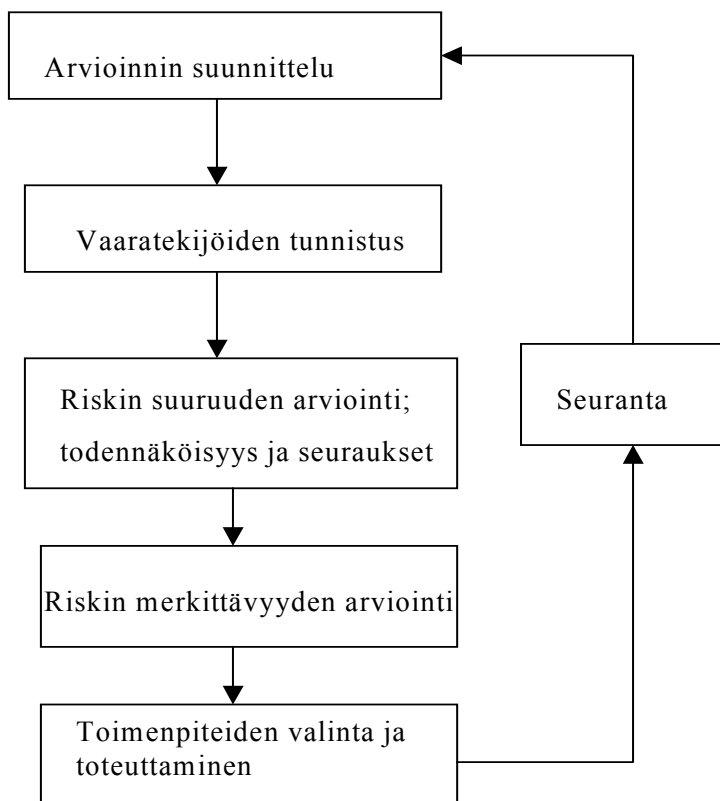 Arvioinnin suunnittelu
Vaaratekijöiden tunnistus
Riskin suuruuden arviointi;
todennäköisyys ja seuraukset
Seuranta
Riskin merkittävyyden arviointi
Toimenpiteiden valinta ja
toteuttaminen